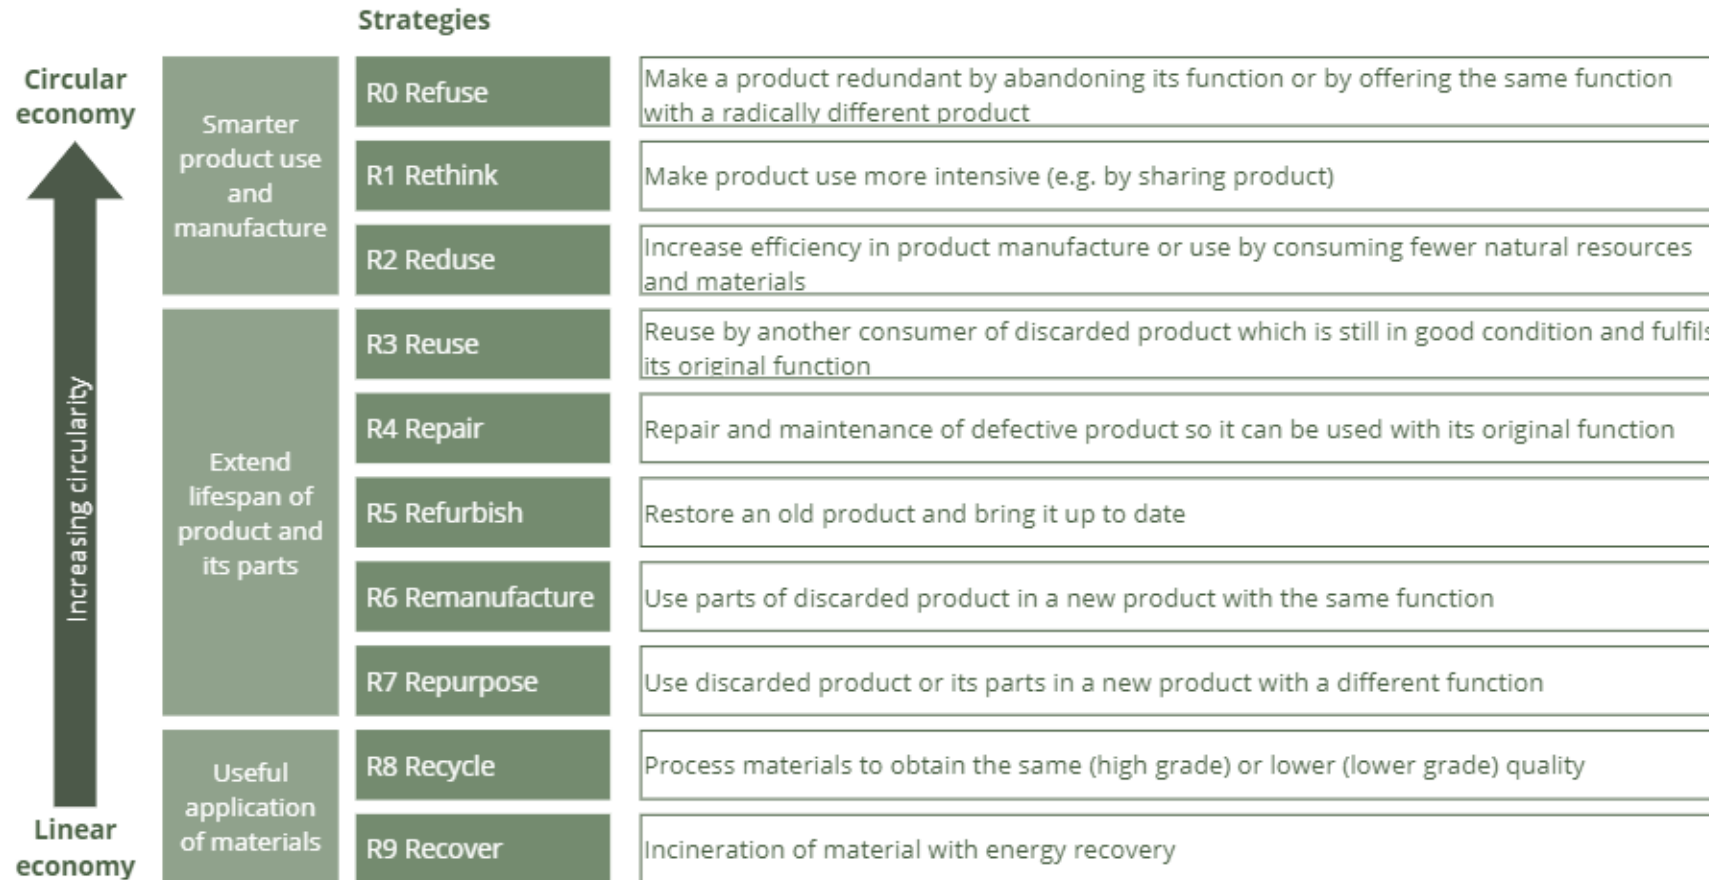 Strategies
Circular
economy
Increasing circularity
Linear
economy
Smarter
product use
and
manufacture
R0 Refuse
Make a product redundant by abandoning its function or by offering the same function
with a radically different product
R1 Rethink
Make product use more intensive (e.g. by sharing product)
R2 Reduse
Increase efficiency in product manufacture or use by consuming fewer natural resources
and materials
Extend
lifespan of
product and
its parts
R3 Reuse
Reuse by another consumer of discarded product which is still in good condition and fulfils
its original function
R4 Repair
Repair and maintenance of defective product so it can be used with its original function
R5 Refurbish
Restore an old product and bring it up to date
R6 Remanufacture
Use parts of discarded product in a new product with the same function
R7 Repurpose
Use discarded product or its parts in a new product with a different function
Useful
application
of materials
R8 Recycle
Process materials to obtain the same (high grade) or lower (lower grade) quality
R9 Recover
Incineration of material with energy recovery